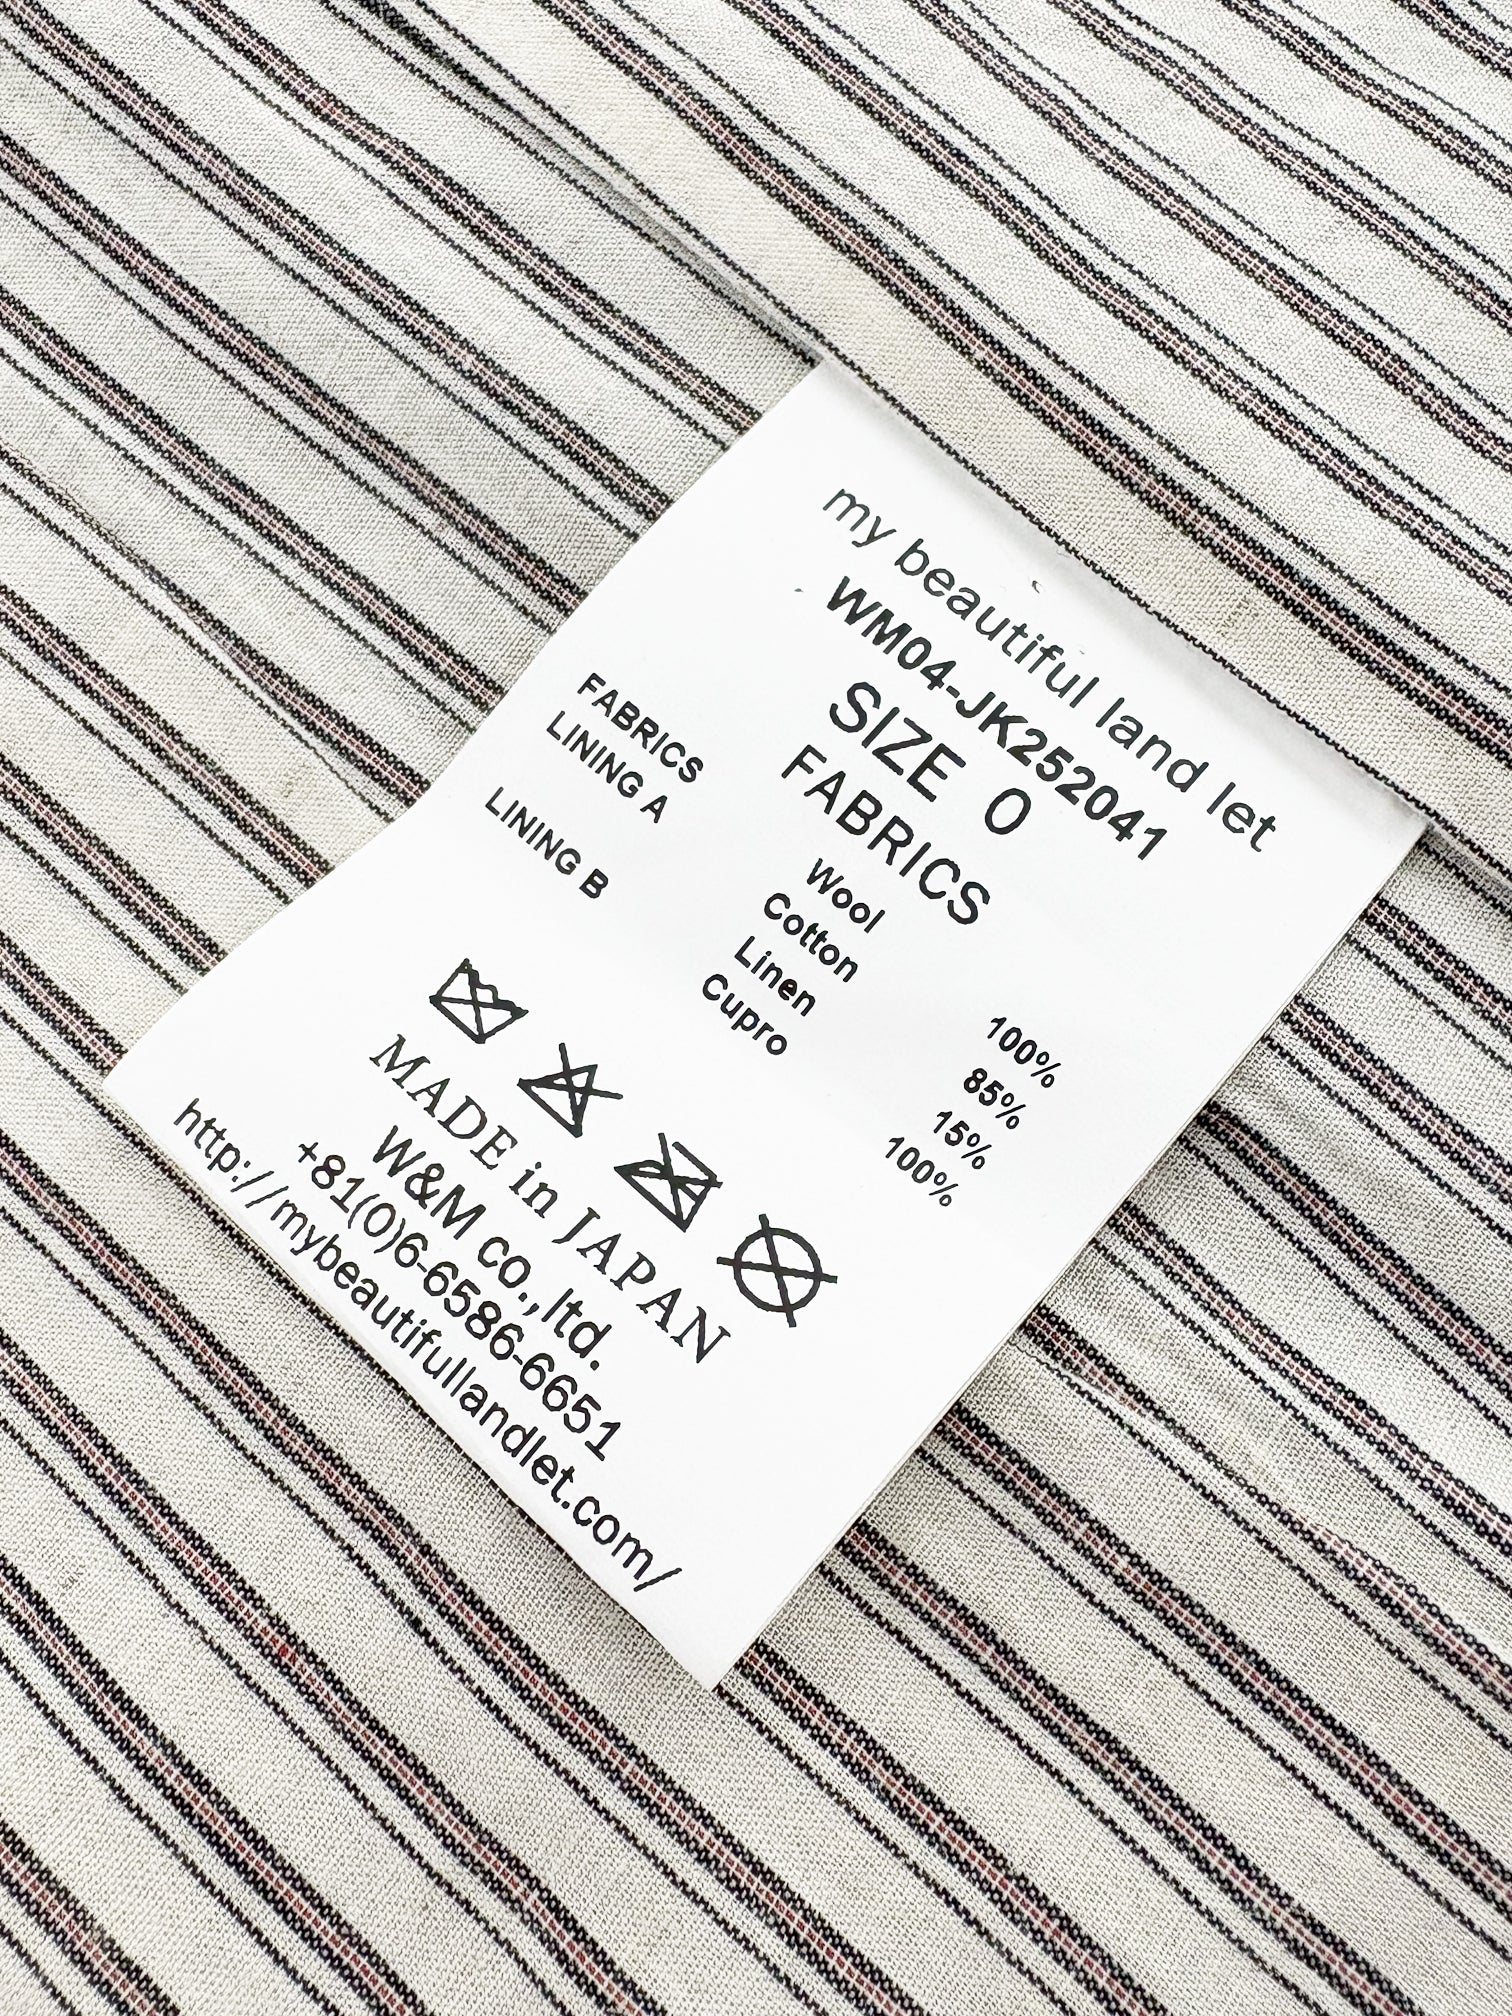 my beautiful land let
WM04-JK252041
SIZE 0
FABRICS
FABRICS Wool 100%
LINING A Cotton 85%
Linen 15%
LINING B Cupro 100%
MADE in JAPAN
W&M co.,ltd.
+81(0)6-6586-6651
http://mybeautifullandlet.com/